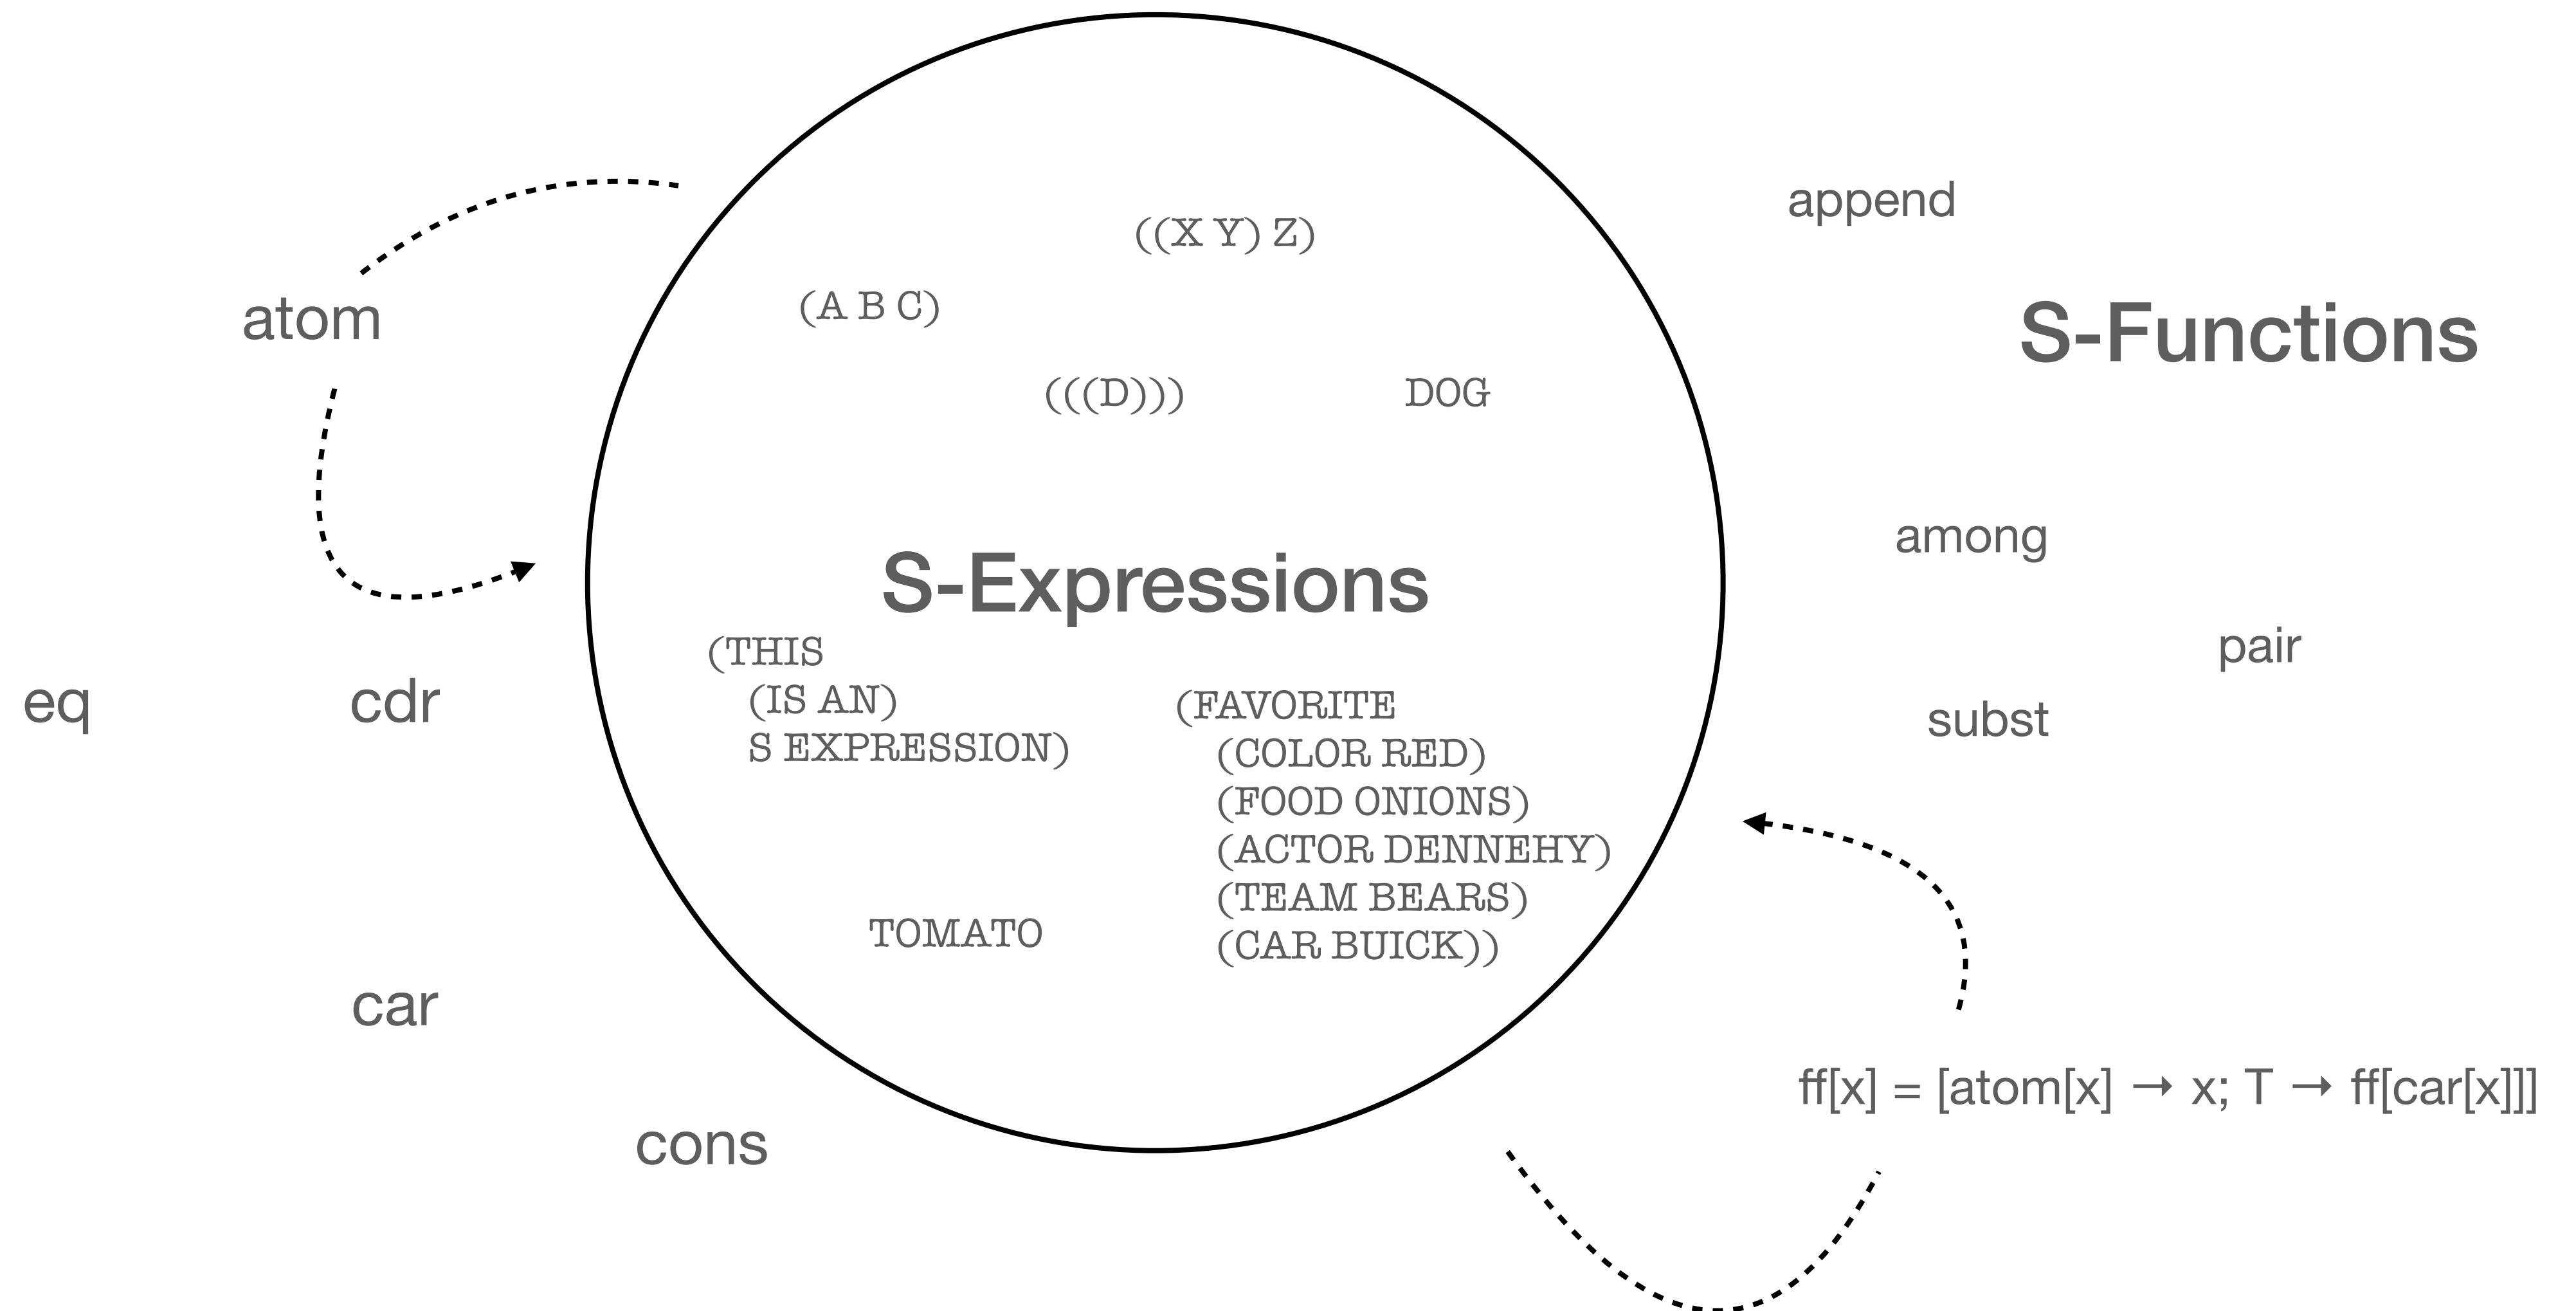 append
((X Y) Z)
(A B C)
atom
S-Functions
(((D)))
DOG
among
S-Expressions
(THIS
(IS AN)
S EXPRESSION)
pair
eq
cdr
subst
(FAVORITE
(COLOR RED)
(FOOD ONIONS)
(ACTOR DENNEHY)
(TEAM BEARS)
(CAR BUICK))
TOMATO
car
ff[x] = [atom[x] → x; T → ff[car[x]]]
cons